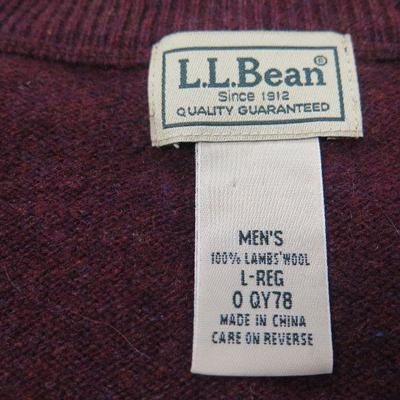 L.L.Bean®
Since 1912
QUALITY GUARANTEED
MEN'S
100% LAMBS'WOOL
L-REG
0 QY78
MADE IN CHINA
CARE ON REVERSE